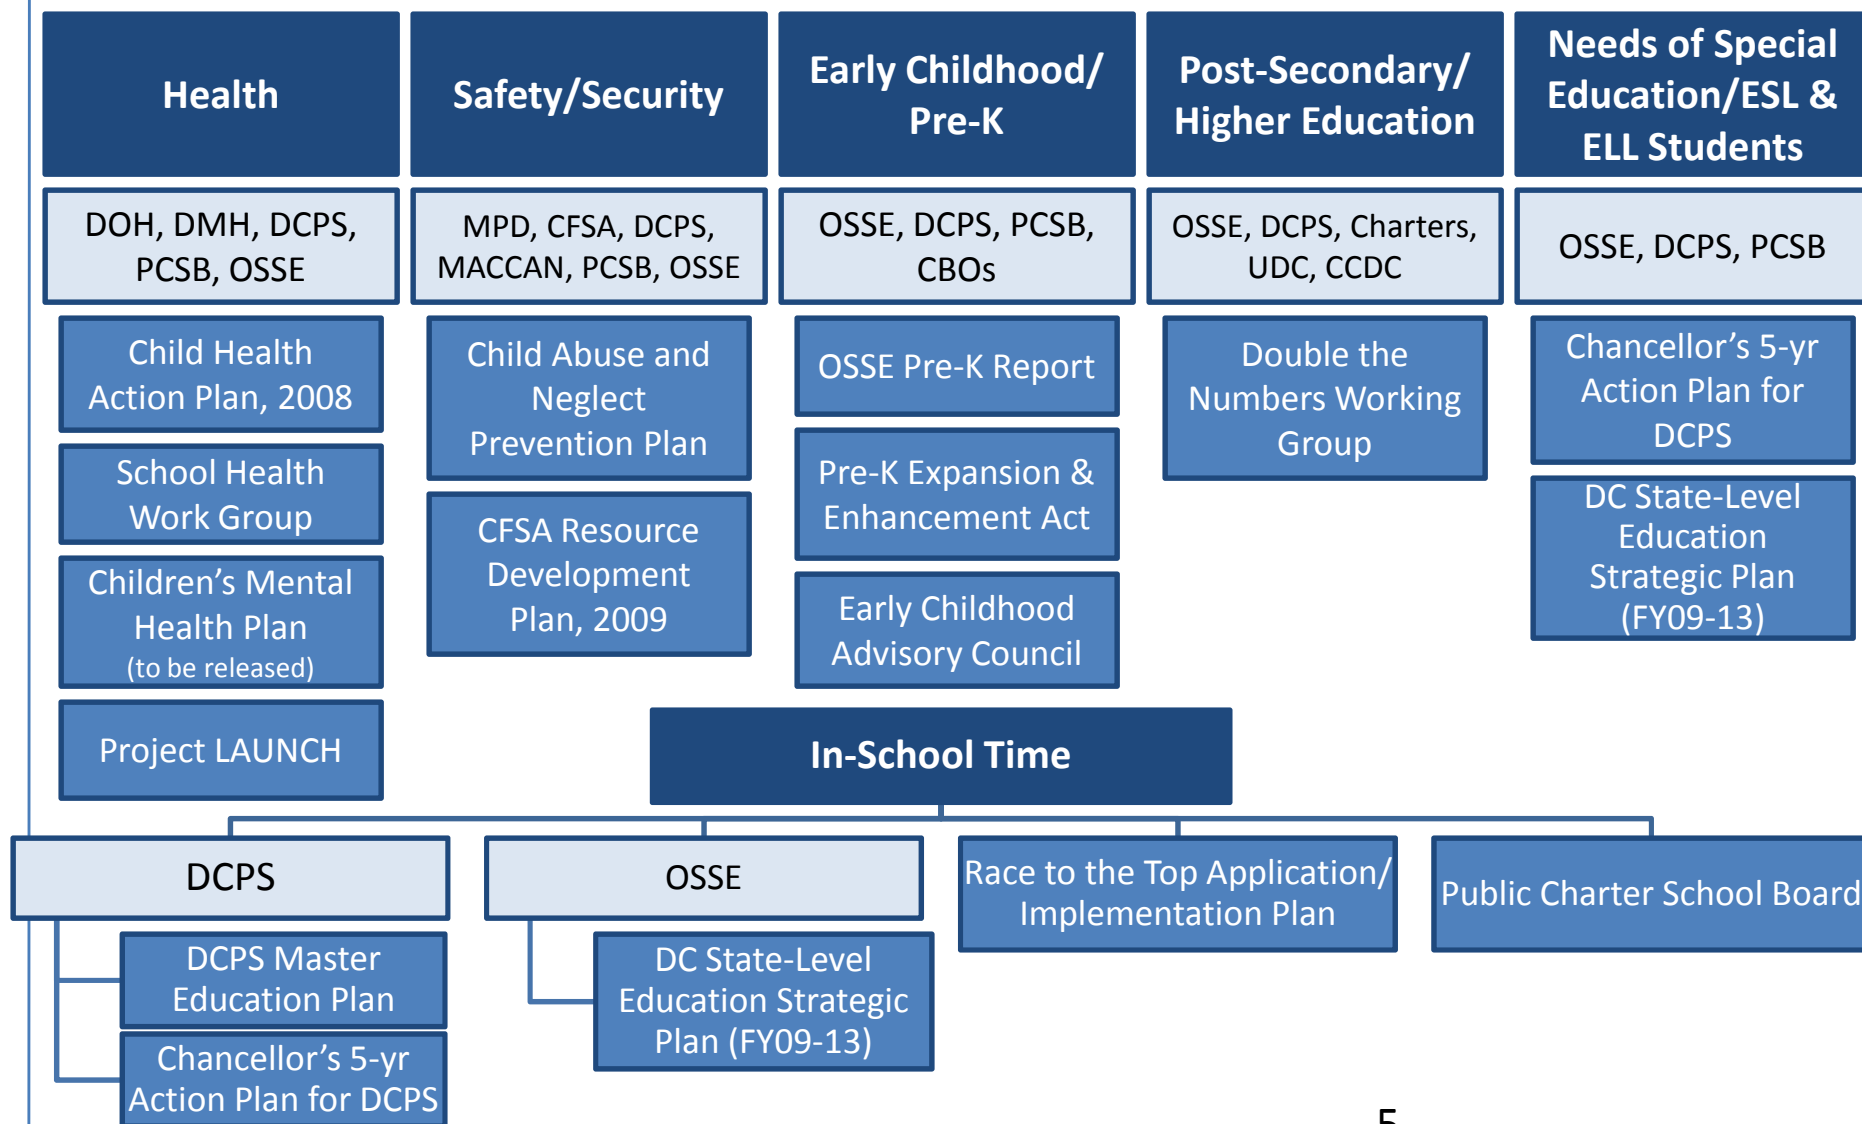 Health
DOH, DMH, DCPS,
PCSB, OSSE
Child Health
Action Plan, 2008
School Health
Work Group
Children’s Mental
Health Plan
(to be released)
Project LAUNCH
Safety/Security
MPD, CFSA, DCPS,
MACCAN, PCSB, OSSE
Child Abuse and
Neglect
Prevention Plan
CFSA Resource
Development
Plan, 2009
Early Childhood/
Pre-K
OSSE, DCPS, PCSB,
CBOs
OSSE Pre-K Report
Pre-K Expansion &
Enhancement Act
Early Childhood
Advisory Council
Post-Secondary/
Higher Education
OSSE, DCPS, Charters,
UDC, CCDC
Double the
Numbers Working
Group
Needs of Special
Education/ESL &
ELL Students
OSSE, DCPS, PCSB
Chancellor’s 5-yr
Action Plan for
DCPS
DC State-Level
Education
Strategic Plan
(FY09-13)
In-School Time
DCPS
DCPS Master
Education Plan
Chancellor’s 5-yr
Action Plan for DCPS
OSSE
DC State-Level
Education Strategic
Plan (FY09-13)
Race to the Top Application/
Implementation Plan
Public Charter School Board
5